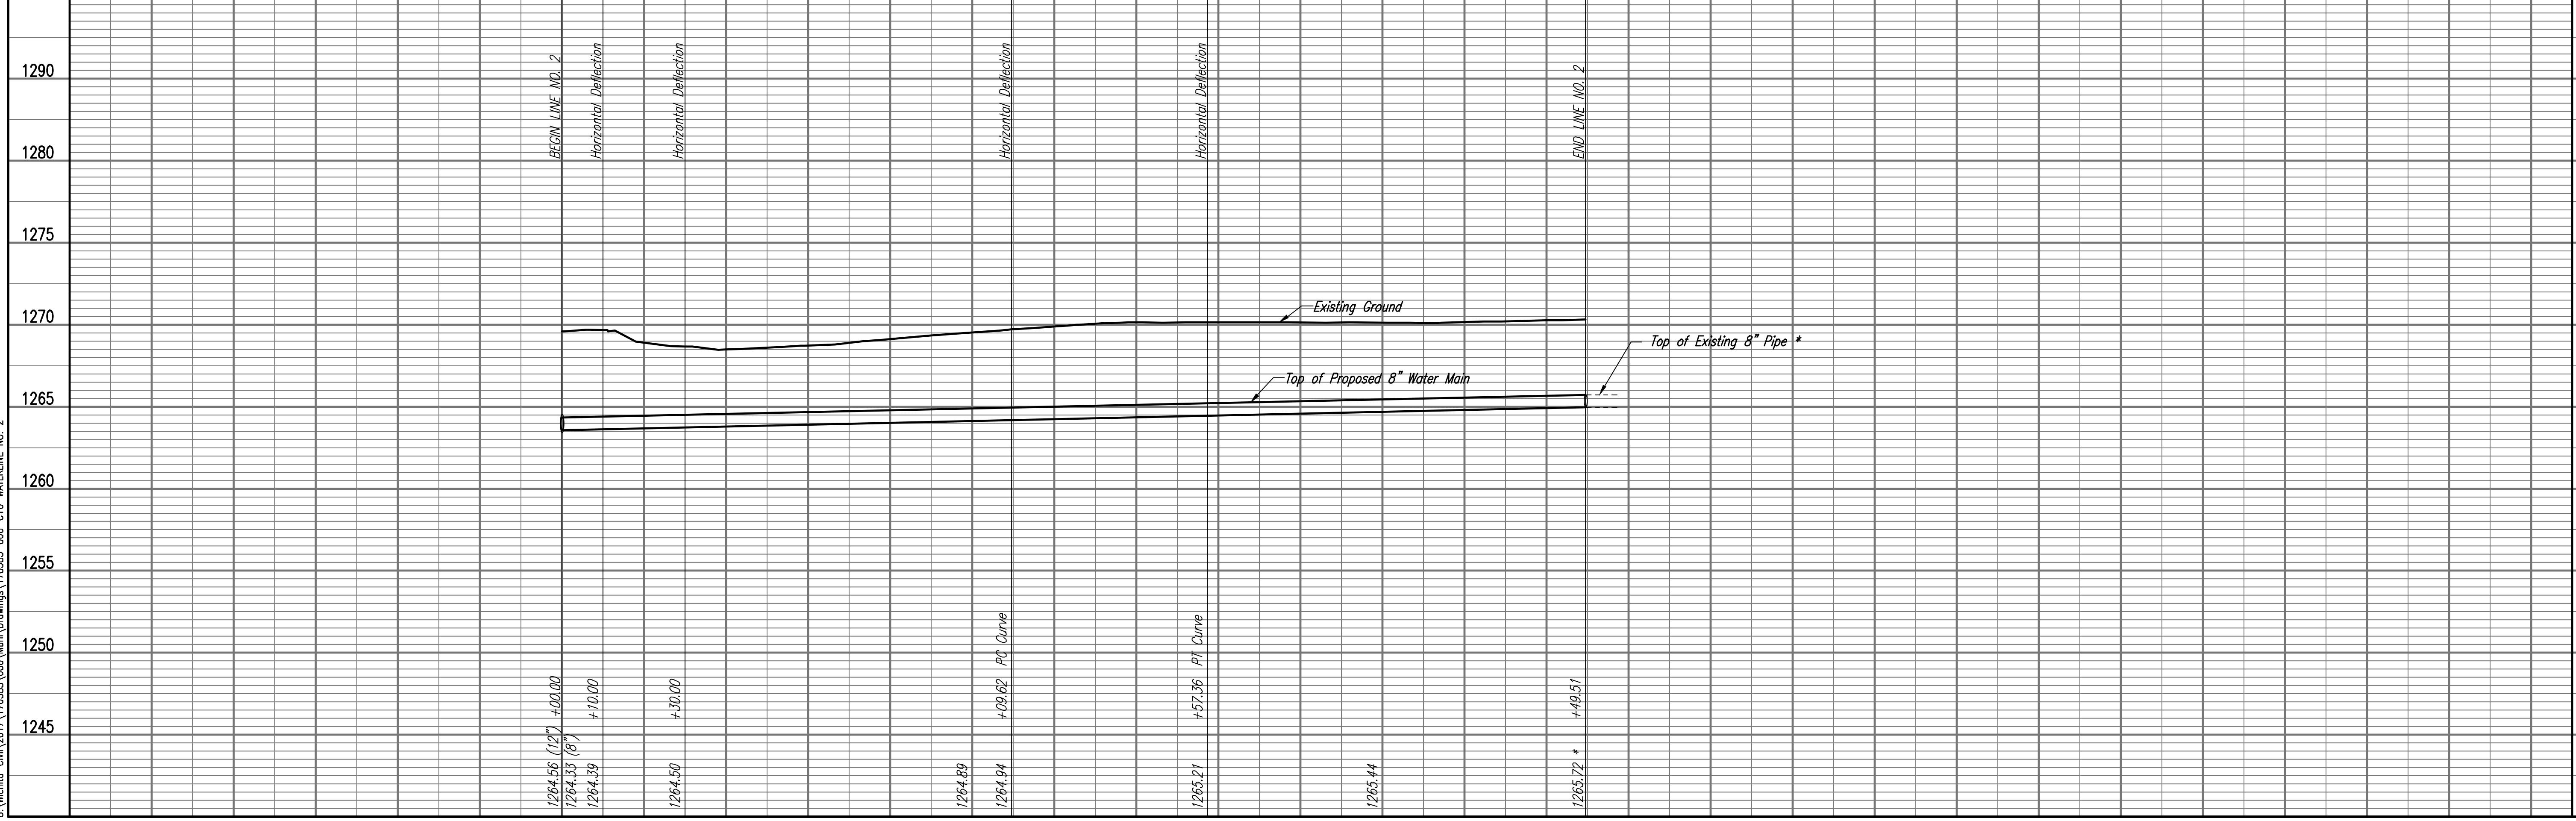 1290
1280
1275
1270
1265
1260
1255
1250
1245
BEGIN LINE NO. 2
Horizontal Deflection
Horizontal Deflection
Horizontal Deflection
Horizontal Deflection
END LINE NO. 2
Existing Ground
Top of Existing 8" Pipe *
Top of Proposed 8" Water Main
+00.00
+10.00
+30.00
+09.62 PC Curve
+57.36 PT Curve
+49.51
1264.56 (12")
1264.33 (8")
1264.39
1264.50
1264.89
1264.94
1265.21
1265.44
1265.72 *